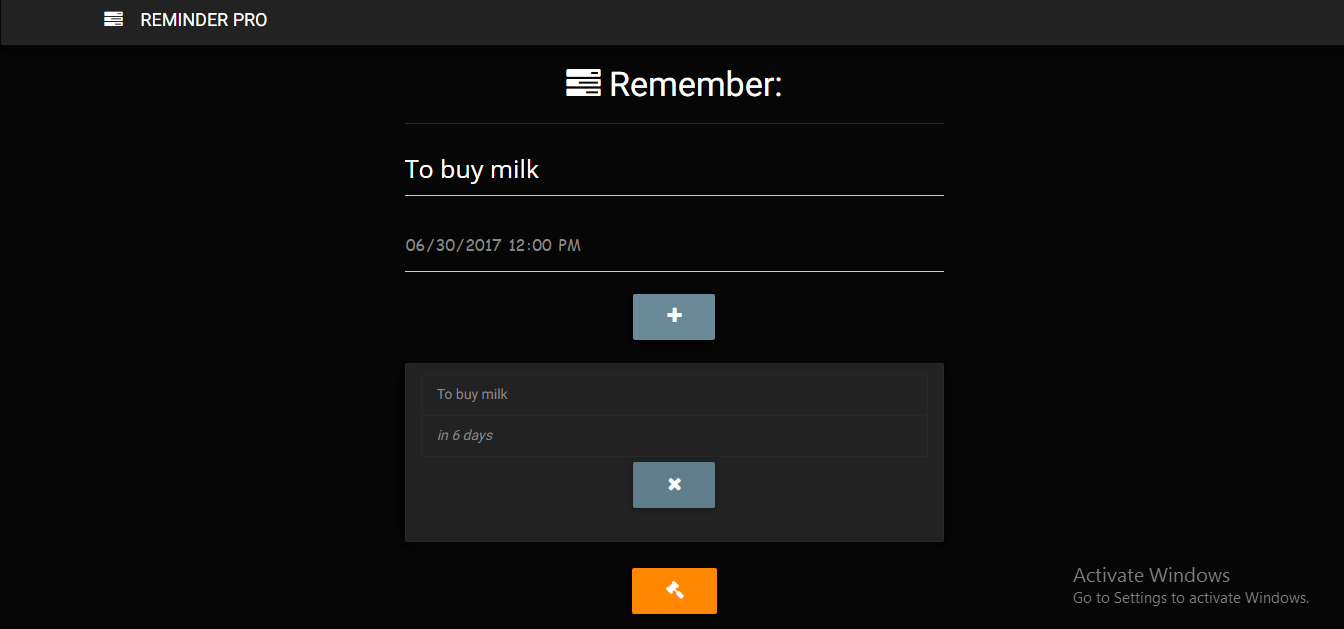 REMINDER PRO
Remember:
To buy milk
06/30/2017 12:00 PM
To buy milk
in 6 days
Activate Windows
Go to Settings to activate Windows.